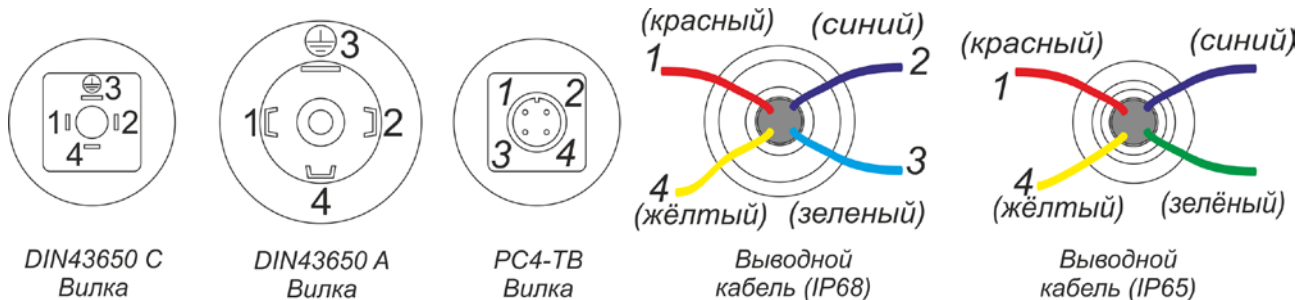 3
1 2
4
3
1 2
4
1 2
3 4
(красный) (синий)
1 2
4 3
(жёлтый) (зеленый)
(красный) (синий)
1
4
(жёлтый) (зелёный)
DIN43650 C
Вилка
DIN43650 A
Вилка
PC4-TB
Вилка
Выводной
кабель (IP68)
Выводной
кабель (IP65)